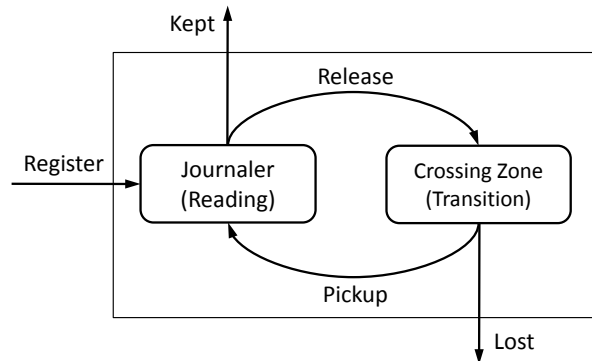 Kept
Release
Register
Journaler
(Reading)
Crossing Zone
(Transition)
Pickup
Lost